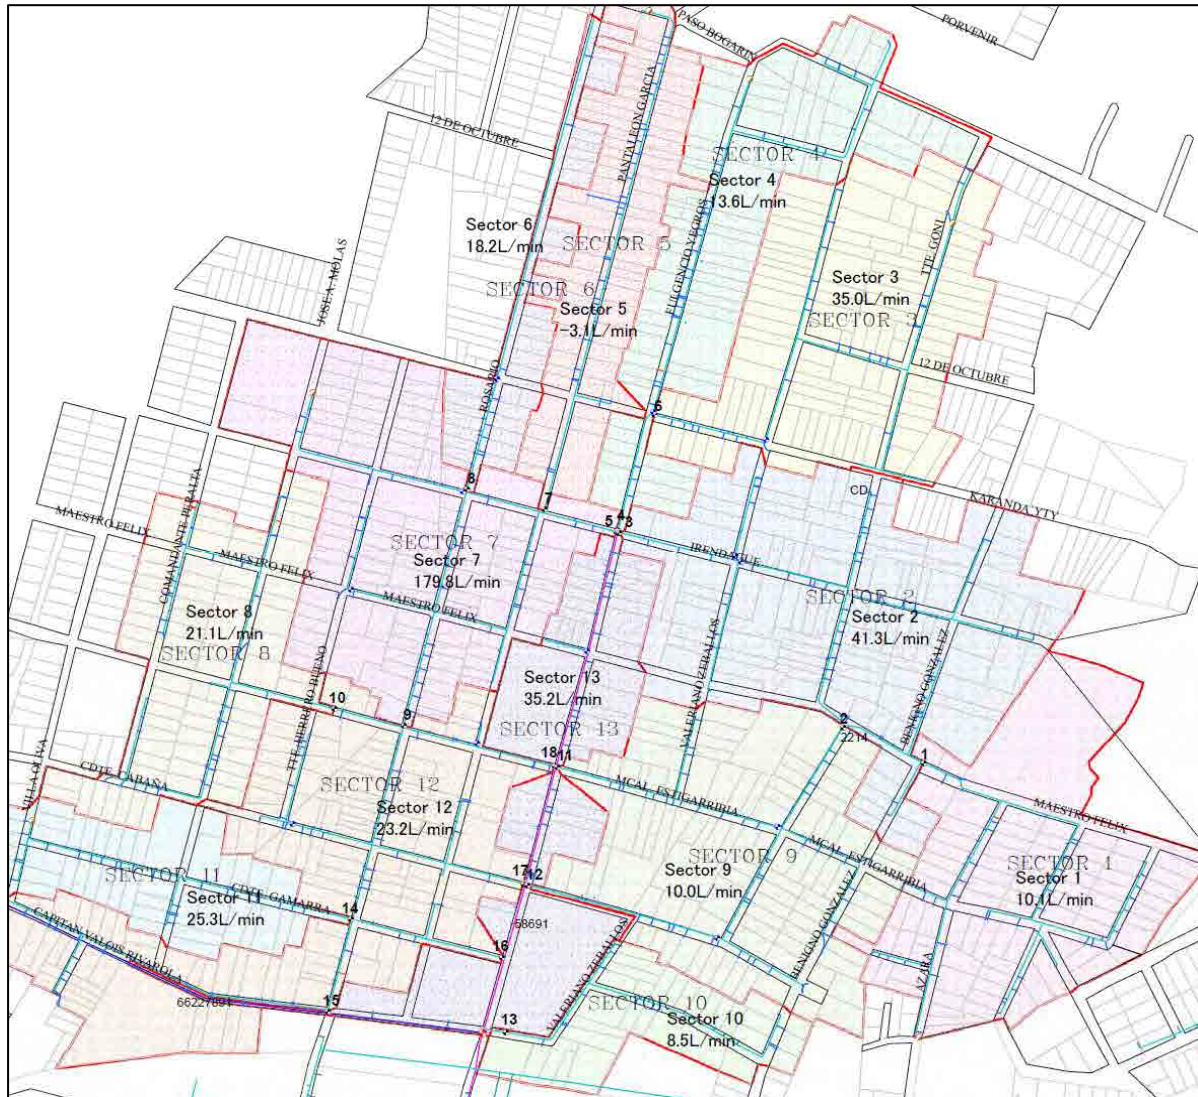 PASO BOGARIN
PORVENIR
PANTALEON GARCIA
12 DE OCTUBRE
SECTOR 4
Sector 4
13.6L/min
FULGENCIO YEGROS
TTE. GONI
Sector 6
18.2L/min
SECTOR 5
JOSE A. MOLAS
Sector 3
35.0L/min
SECTOR 6
SECTOR 3
Sector 5
-3.1L/min
12 DE OCTUBRE
ROSARIO
6
8
7
CD
KARANDA'YTY
COMANDANTE PERALTA
MAESTRO FELIX
5
4
3
IRENDAGUE
SECTOR 7
Sector 7
179.8L/min
MAESTRO FELIX
MAESTRO FELIX
SECTOR 2
Sector 2
41.3L/min
Sector 8
21.1L/min
SECTOR 8
VALERIANO ZEBALLOS
BENIGNO GONZALEZ
Sector 13
35.2L/min
SECTOR 13
TTE. HERRERO BUENO
10
9
2
2214
1
18
11
VILLA OLIVA
CDTE. CABAÑA
SECTOR 12
Sector 12
23.2L/min
MCAL. ESTIGARRIBIA
MCAL. ESTIGARRIBIA
MAESTRO FELIX
SECTOR 9
Sector 9
10.0L/min
SECTOR 1
Sector 1
10.1L/min
SECTOR 11
Sector 11
25.3L/min
CDTE. GAMARRA
17
12
BENIGNO GONZALEZ
14
58691
CAPITAN VALOIS RIVAROLA
16
VALERIANO ZEBALLOS
AZARA
66227891
15
13
SECTOR 10
Sector 10
8.5L/min